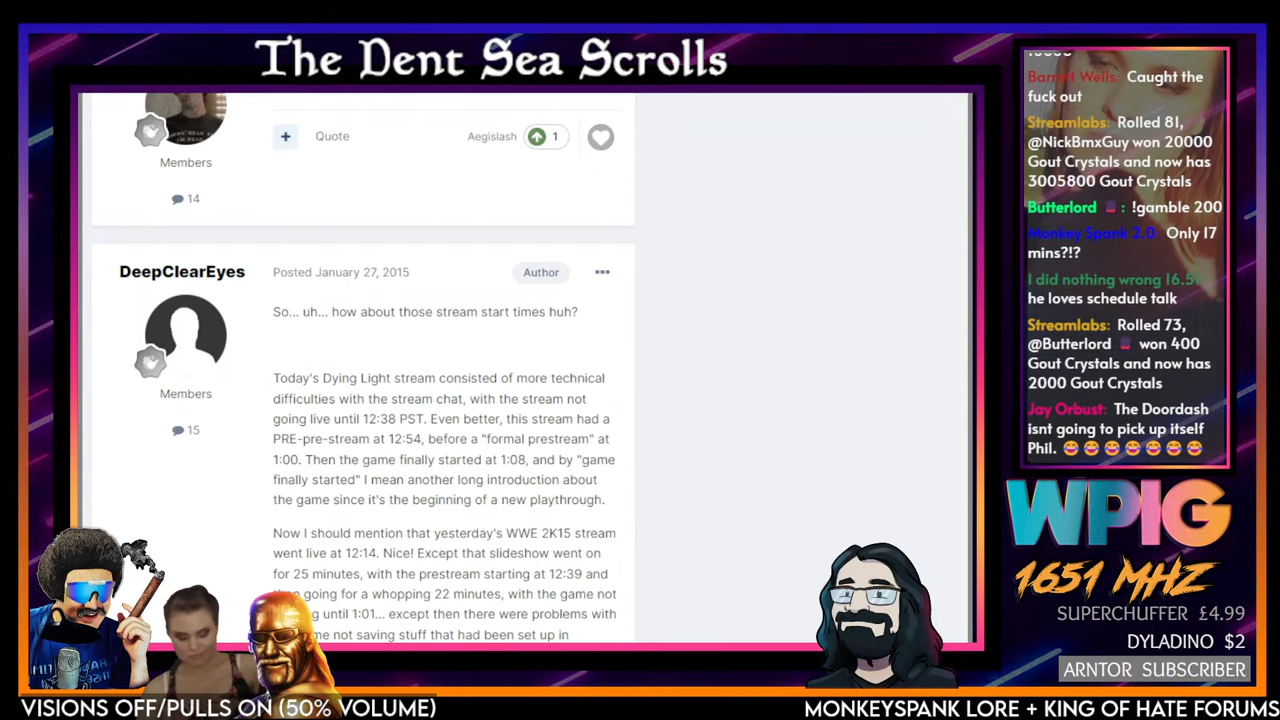 The Dent Sea Scrolls
Members
14
Quote
Aegislash
1
DeepClearEyes
Posted January 27, 2015
Author
So... uh... how about those stream start times huh?
Members
15
Today's Dying Light stream consisted of more technical
difficulties with the stream chat, with the stream not
going live until 12:38 PST. Even better, this stream had a
PRE-pre-stream at 12:54, before a "formal prestream" at
1:00. Then the game finally started at 1:08, and by "game
finally started" I mean another long introduction about
the game since it's the beginning of a new playthrough.
Now I should mention that yesterday's WWE 2K15 stream
went live at 12:14. Nice! Except that slideshow went on
for 25 minutes, with the prestream starting at 12:39 and
going for a whopping 22 minutes, with the game not
until 1:01... except then there were problems with
not saving stuff that had been set up in
Barrett Wells: Caught the
fuck out
Streamlabs: Rolled 81,
@NickBmxGuy won 20000
Gout Crystals and now has
3005800 Gout Crystals
Butterlord : !gamble 200
Monkey Spank 2.0: Only 17
mins?!?
I did nothing wrong 16.51:
he loves schedule talk
Streamlabs: Rolled 73,
@Butterlord won 400
Gout Crystals and now has
2000 Gout Crystals
Jay Orbust: The Doordash
isnt going to pick up itself
Phil. 😂😂😂😂😂😂😂
WPIG
1651 MHZ
SUPERCHUFFER £4.99
DYLADINO $2
ARNTOR SUBSCRIBER
VISIONS OFF/PULLS ON (50% VOLUME)
MONKEYSPANK LORE + KING OF HATE FORUMS